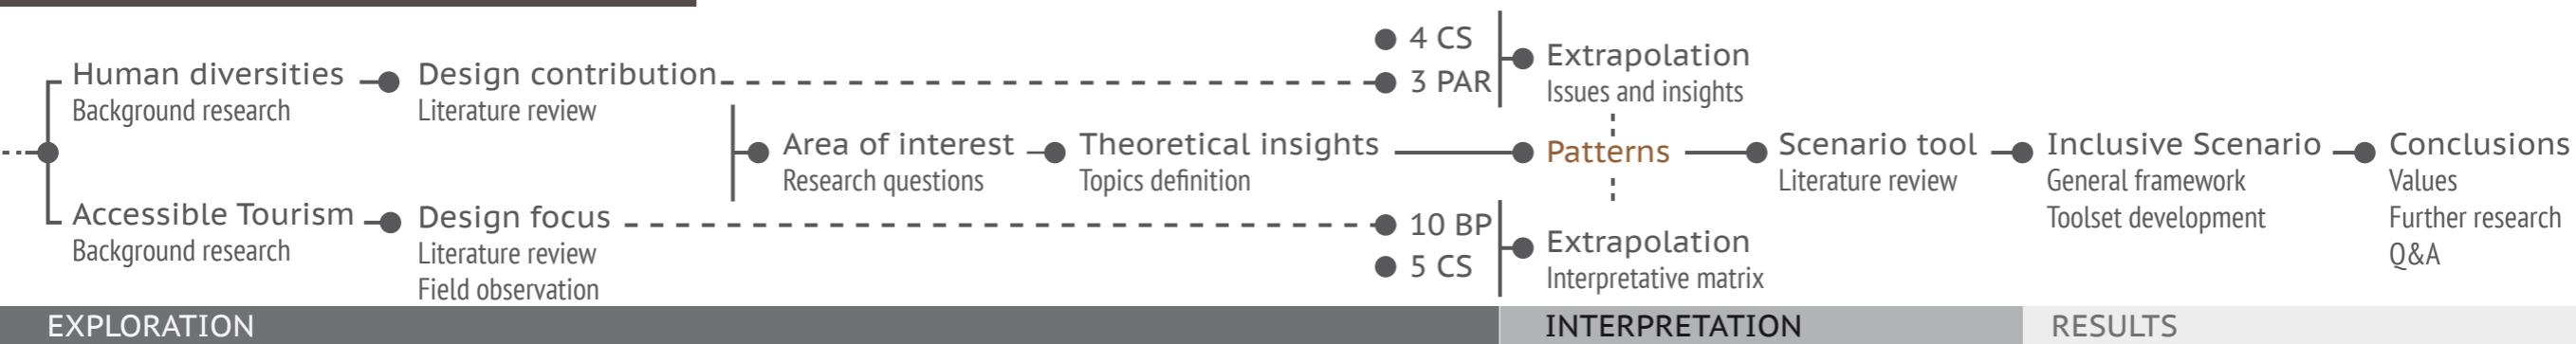 Human diversities
Background research
Design contribution
Literature review
4 CS
3 PAR
Extrapolation
Issues and insights
Area of interest
Research questions
Theoretical insights
Topics definition
Patterns
Scenario tool
Literature review
Inclusive Scenario
General framework
Toolset development
Conclusions
Values
Further research
Q&A
Accessible Tourism
Background research
Design focus
Literature review
Field observation
10 BP
5 CS
Extrapolation
Interpretative matrix
EXPLORATION
INTERPRETATION
RESULTS